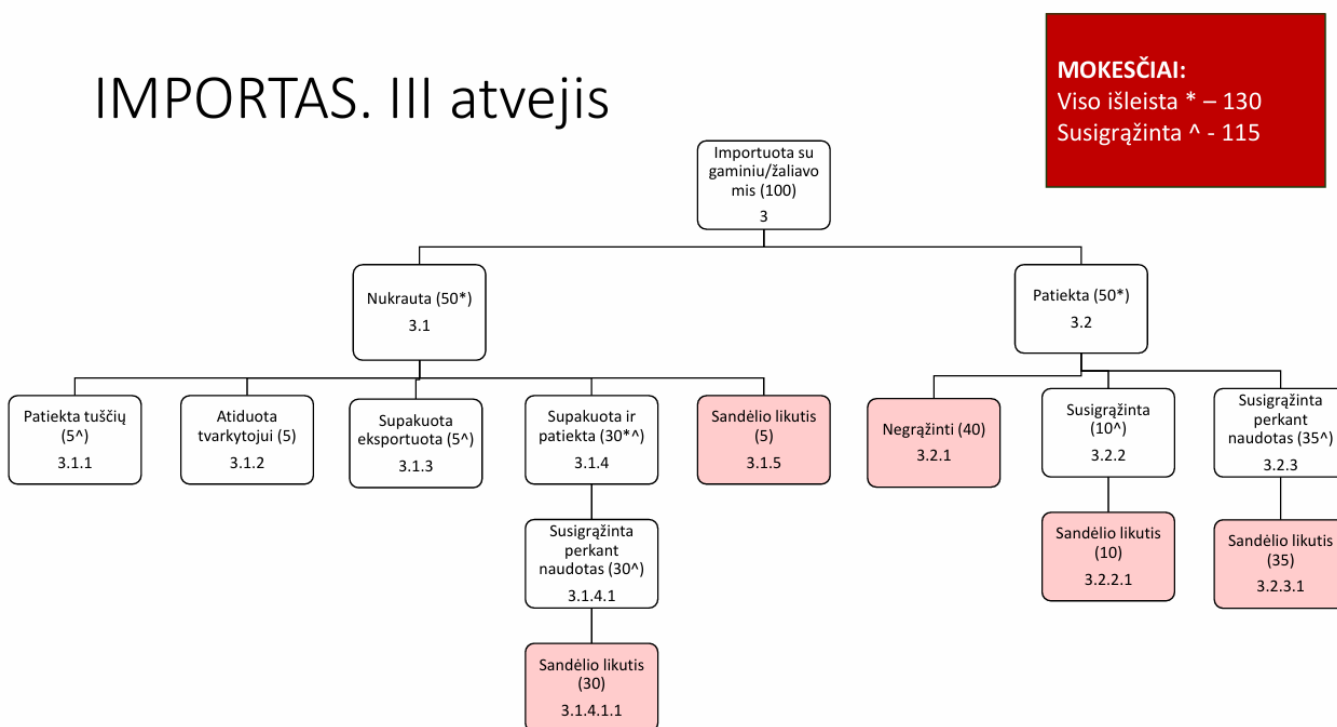 IMPORTAS. III atvejis
MOKESČIAI:
Viso išleista * – 130
Susigrąžinta ^ - 115
Importuota su
gaminiu/žaliavo
mis (100)
3
Nukrauta (50*)
3.1
Patiekta (50*)
3.2
Patiekta tuščių
(5^)
3.1.1
Atiduota
tvarkytojui (5)
3.1.2
Supakuota
eksportuota (5^)
3.1.3
Supakuota ir
patiekta (30*^)
3.1.4
Sandėlio likutis
(5)
3.1.5
Negrąžinti (40)
3.2.1
Susigrąžinta
(10^)
3.2.2
Susigrąžinta
perkant
naudotas (35^)
3.2.3
Susigrąžinta
perkant
naudotas (30^)
3.1.4.1
Sandėlio likutis
(10)
3.2.2.1
Sandėlio likutis
(35)
3.2.3.1
Sandėlio likutis
(30)
3.1.4.1.1